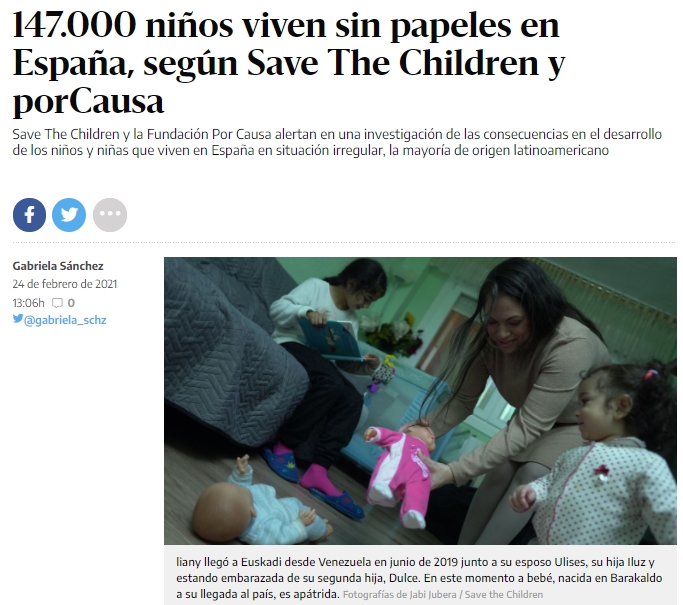 147.000 niños viven sin papeles en
España, según Save The Children y
porCausa
Save The Children y la Fundación Por Causa alertan en una investigación de las consecuencias en el desarrollo
de los niños y niñas que viven en España en situación irregular, la mayoría de origen latinoamericano
Gabriela Sánchez
24 de febrero de 2021
13:06h 0
@gabriela_schz
liany llegó a Euskadi desde Venezuela en junio de 2019 junto a su esposo Ulises, su hija Iluz y
estando embarazada de su segunda hija, Dulce. En este momento a bebé, nacida en Barakaldo
a su llegada al país, es apátrida. Fotografías de Jabi Jubera / Save the Children